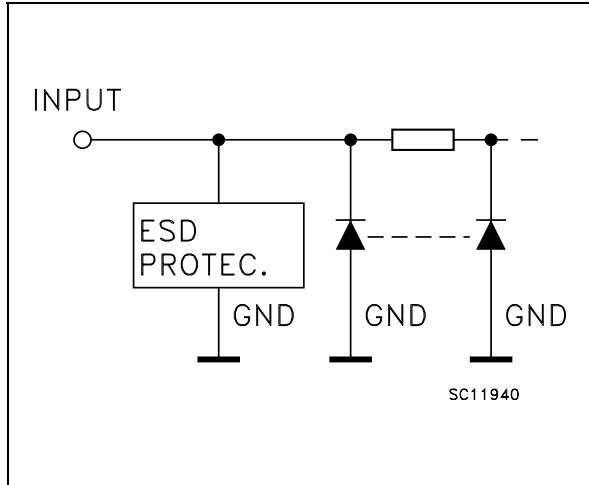 INPUT
ESD
PROTEC.
GND
GND
GND
SC11940